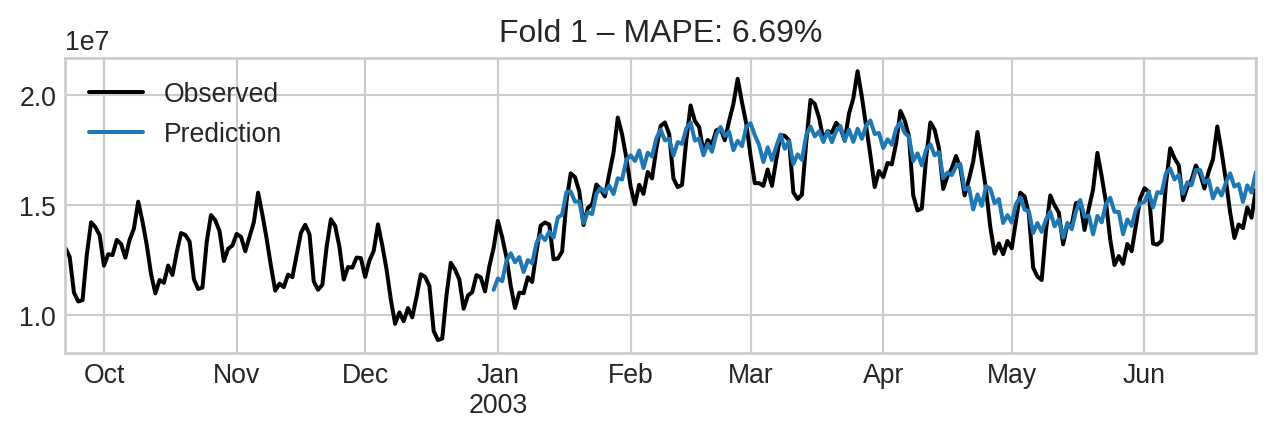 Fold 1 – MAPE: 6.69%
1e7
Observed
Prediction
2.0
1.5
1.0
Oct Nov Dec Jan Feb Mar Apr May Jun
2003